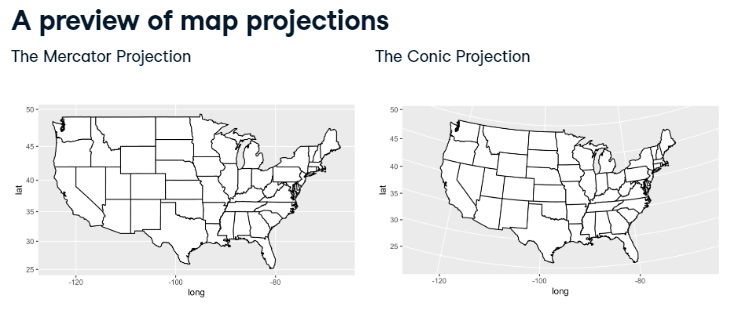 A preview of map projections
The Mercator Projection
The Conic Projection
50
45
40
35
30
25
lat
-120
-100
-80
long
50
45
40
35
30
25
lat
-120
-100
-80
long